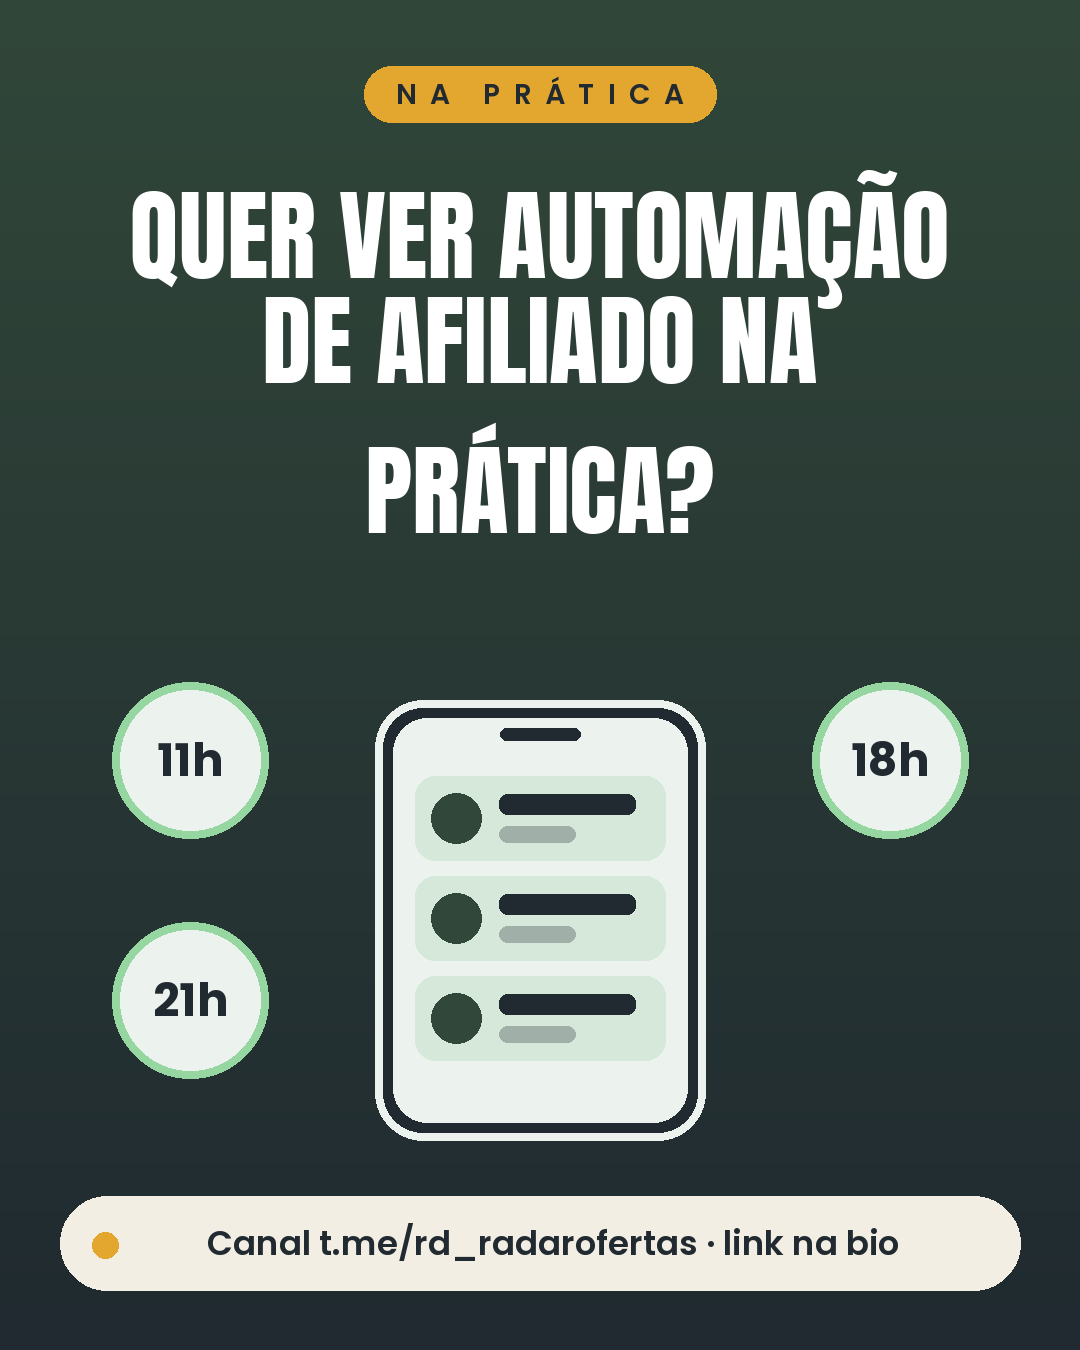 NA PRÁTICA
QUER VER AUTOMAÇÃO
DE AFILIADO NA
PRÁTICA?
11h
18h
21h
Canal t.me/rd_radarofertas · link na bio